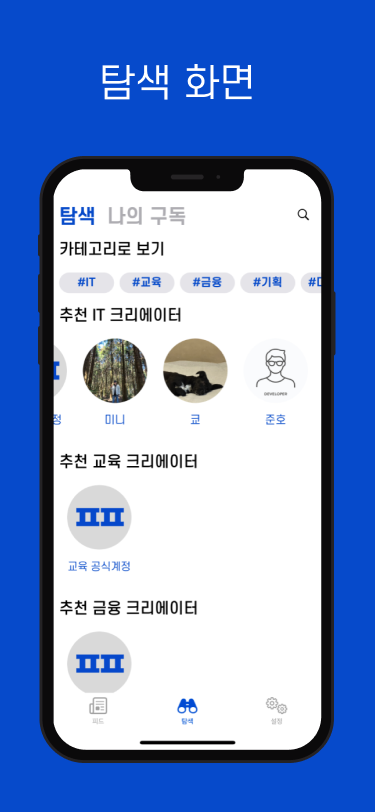 탐색 화면
탐색 나의 구독
카테고리로 보기
#IT #교육 #금융 #기획
추천 IT 크리에이터
DEVELOPER
정 미니 쿄 준호
추천 교육 크리에이터
ㅍㅍ
교육 공식계정
추천 금융 크리에이터
ㅍㅍ
피드 탐색 설정